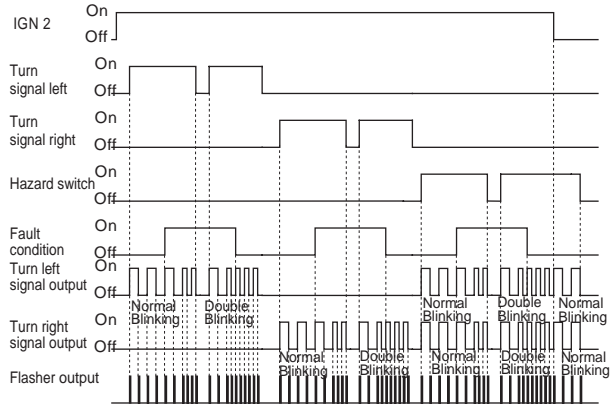 On
IGN 2
Off
On
Turn
signal left
Off
On
Turn
signal right
Off
On
Hazard switch
Off
On
Fault
condition
Off
Turn left
signal output
On
Off
Normal
Blinking
Double
Blinking
Normal
Blinking
Double
Blinking
Normal
Blinking
On
Turn right
signal output
Off
Normal
Blinking
Double
Blinking
Normal
Blinking
Double
Blinking
Normal
Blinking
Flasher output